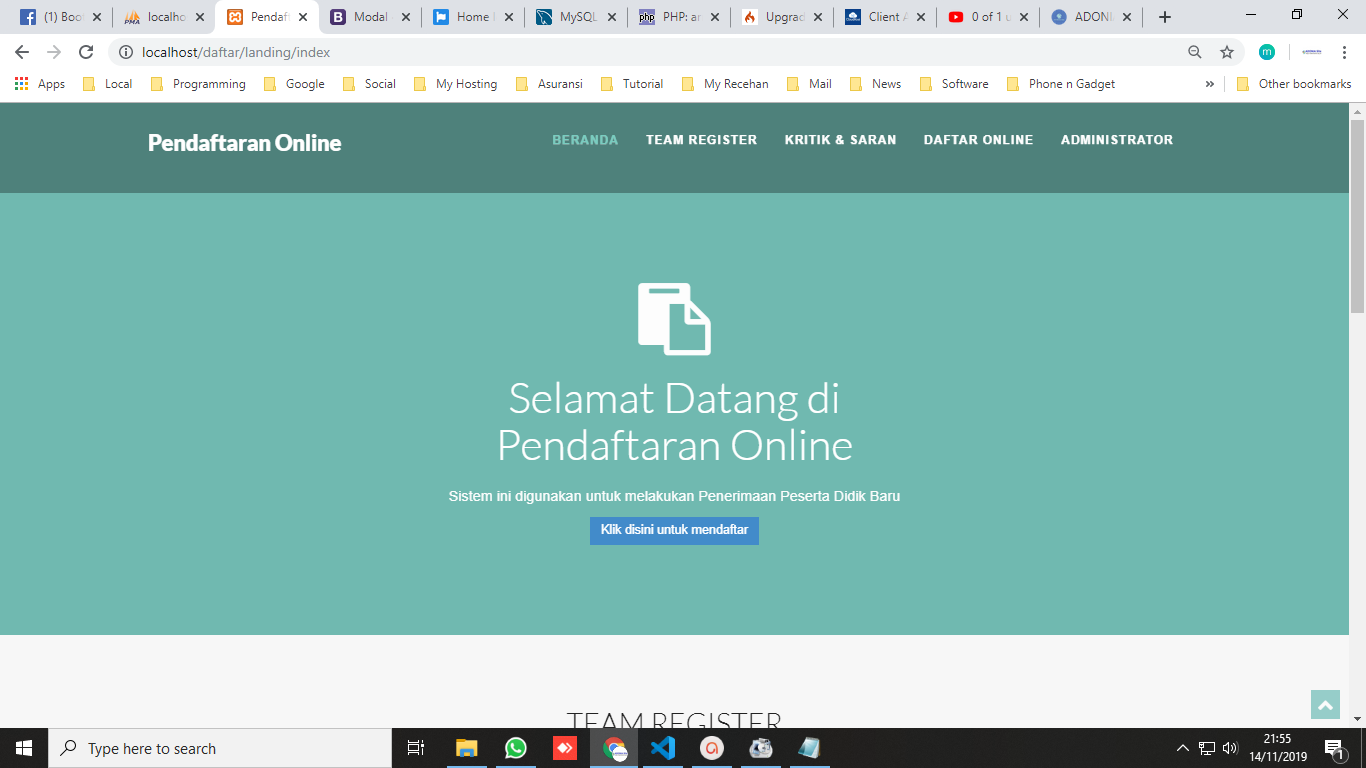 (1) Boo
localho
Pendaft
Modal
Home
MySQL
PHP: ar
Upgrad
Client A
0 of 1 u
ADONI
localhost/daftar/landing/index
m
Apps
Local
Programming
Google
Social
My Hosting
Asuransi
Tutorial
My Recehan
Mail
News
Software
Phone n Gadget
»
Other bookmarks
Pendaftaran Online
BERANDA
TEAM REGISTER
KRITIK & SARAN
DAFTAR ONLINE
ADMINISTRATOR
Selamat Datang di
Pendaftaran Online
Sistem ini digunakan untuk melakukan Penerimaan Peserta Didik Baru
Klik disini untuk mendaftar
TEAM REGISTER
Type here to search
21:55
14/11/2019
1